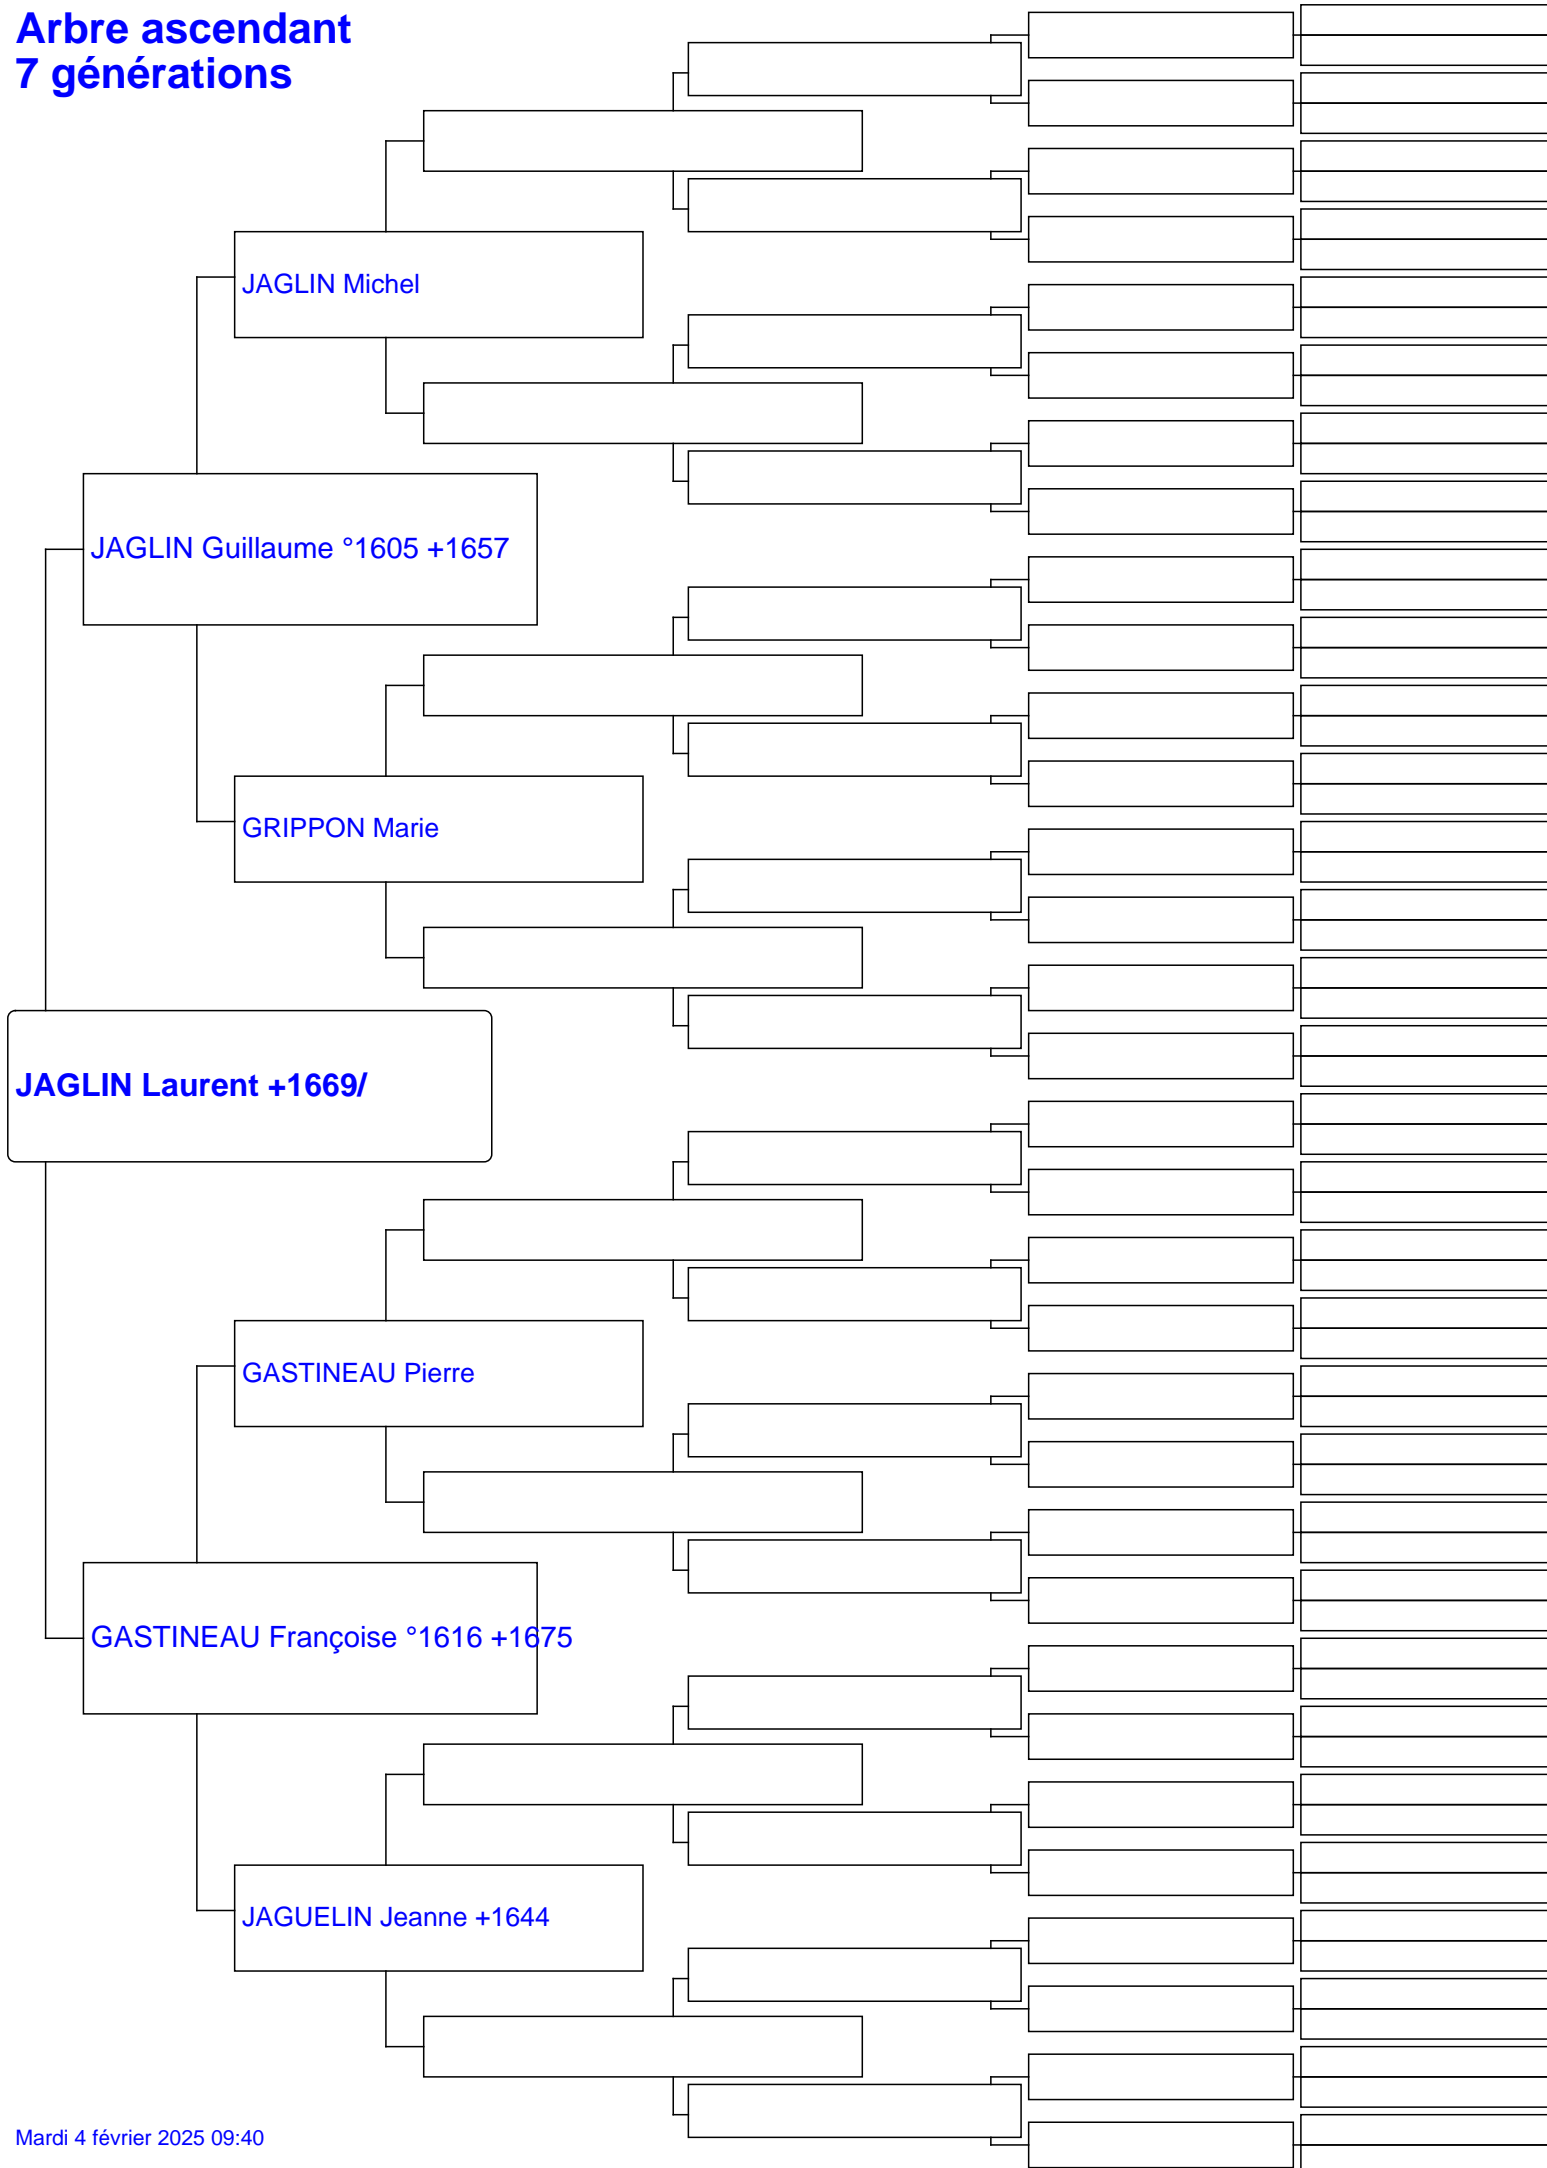 Arbre ascendant
7 générations
JAGLIN Michel
JAGLIN Guillaume °1605 +1657
GRIPPON Marie
JAGLIN Laurent +1669/
GASTINEAU Pierre
GASTINEAU Françoise °1616 +1675
JAGUELIN Jeanne +1644
Mardi 4 février 2025 09:40